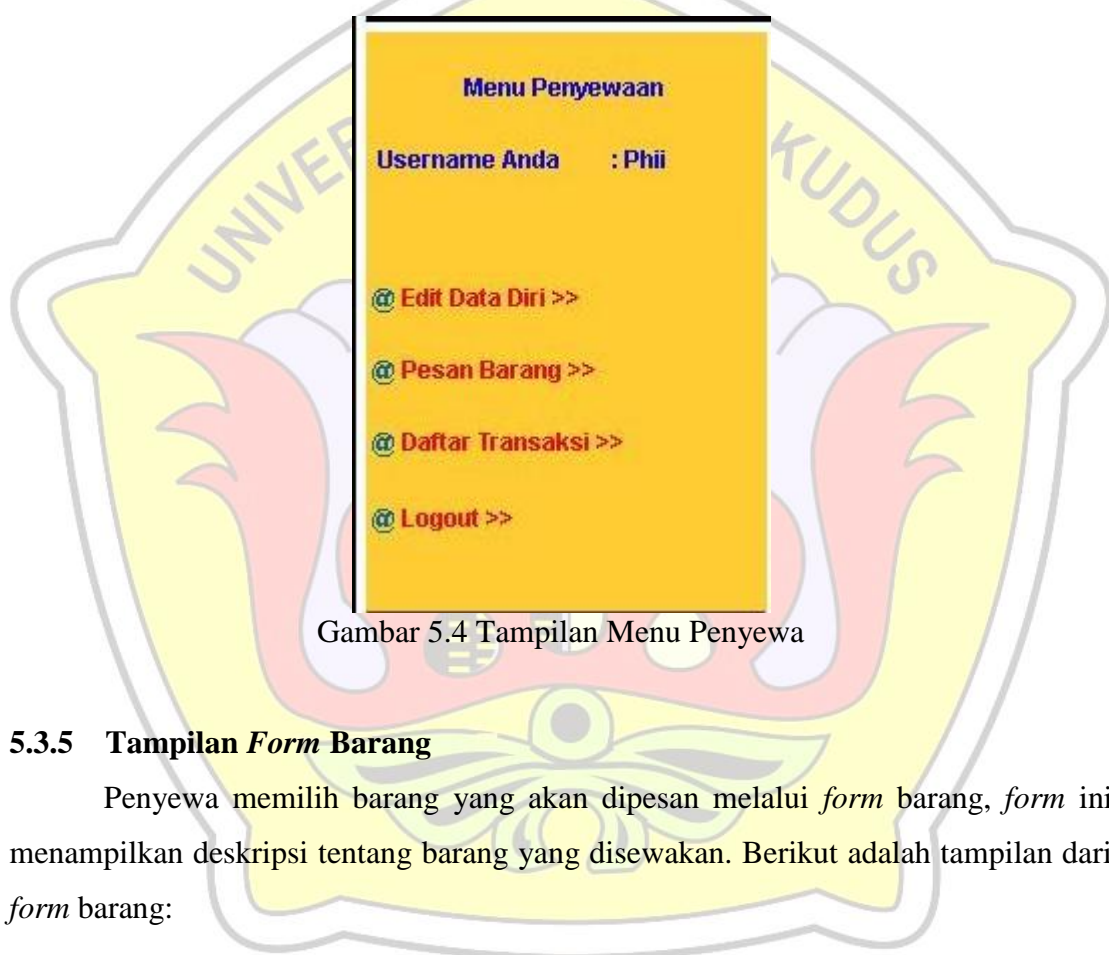 Menu Penyewaan
Username Anda : Phii
@ Edit Data Diri >>
@ Pesan Barang >>
@ Daftar Transaksi >>
@ Logout >>
Gambar 5.4 Tampilan Menu Penyewa
5.3.5 Tampilan Form Barang
Penyewa memilih barang yang akan dipesan melalui form barang, form ini
menampilkan deskripsi tentang barang yang disewakan. Berikut adalah tampilan dari
form barang:
KUDUS